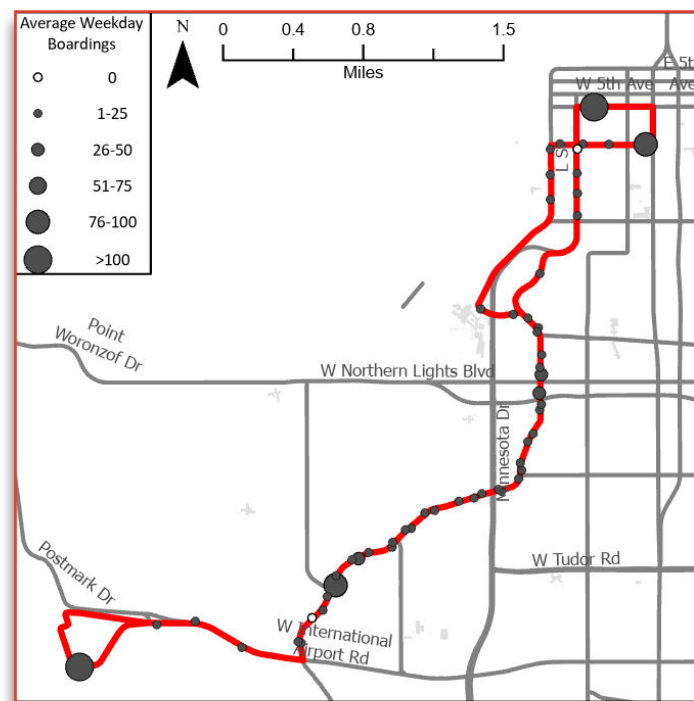 Average Weekday
Boardings
0
1-25
26-50
51-75
76-100
>100
N
0 0.4 0.8 1.5
Miles
E 5th
W 5th Ave Ave
L S
Point
Woronzof Dr
W Northern Lights Blvd
Minnesota Dr
W Tudor Rd
Postmark Dr
W International
Airport Rd